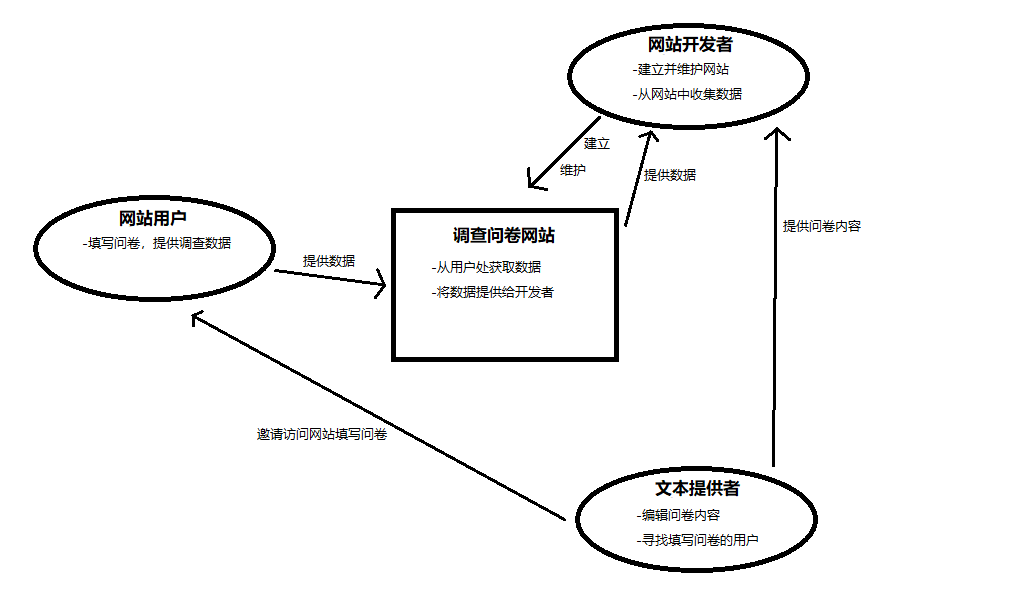 网站开发者
-建立并维护网站
-从网站中收集数据
建立
维护
提供数据
网站用户
-填写问卷，提供调查数据
提供数据
调查问卷网站
-从用户处获取数据
-将数据提供给开发者
提供问卷内容
邀请访问网站填写问卷
文本提供者
-编辑问卷内容
-寻找填写问卷的用户